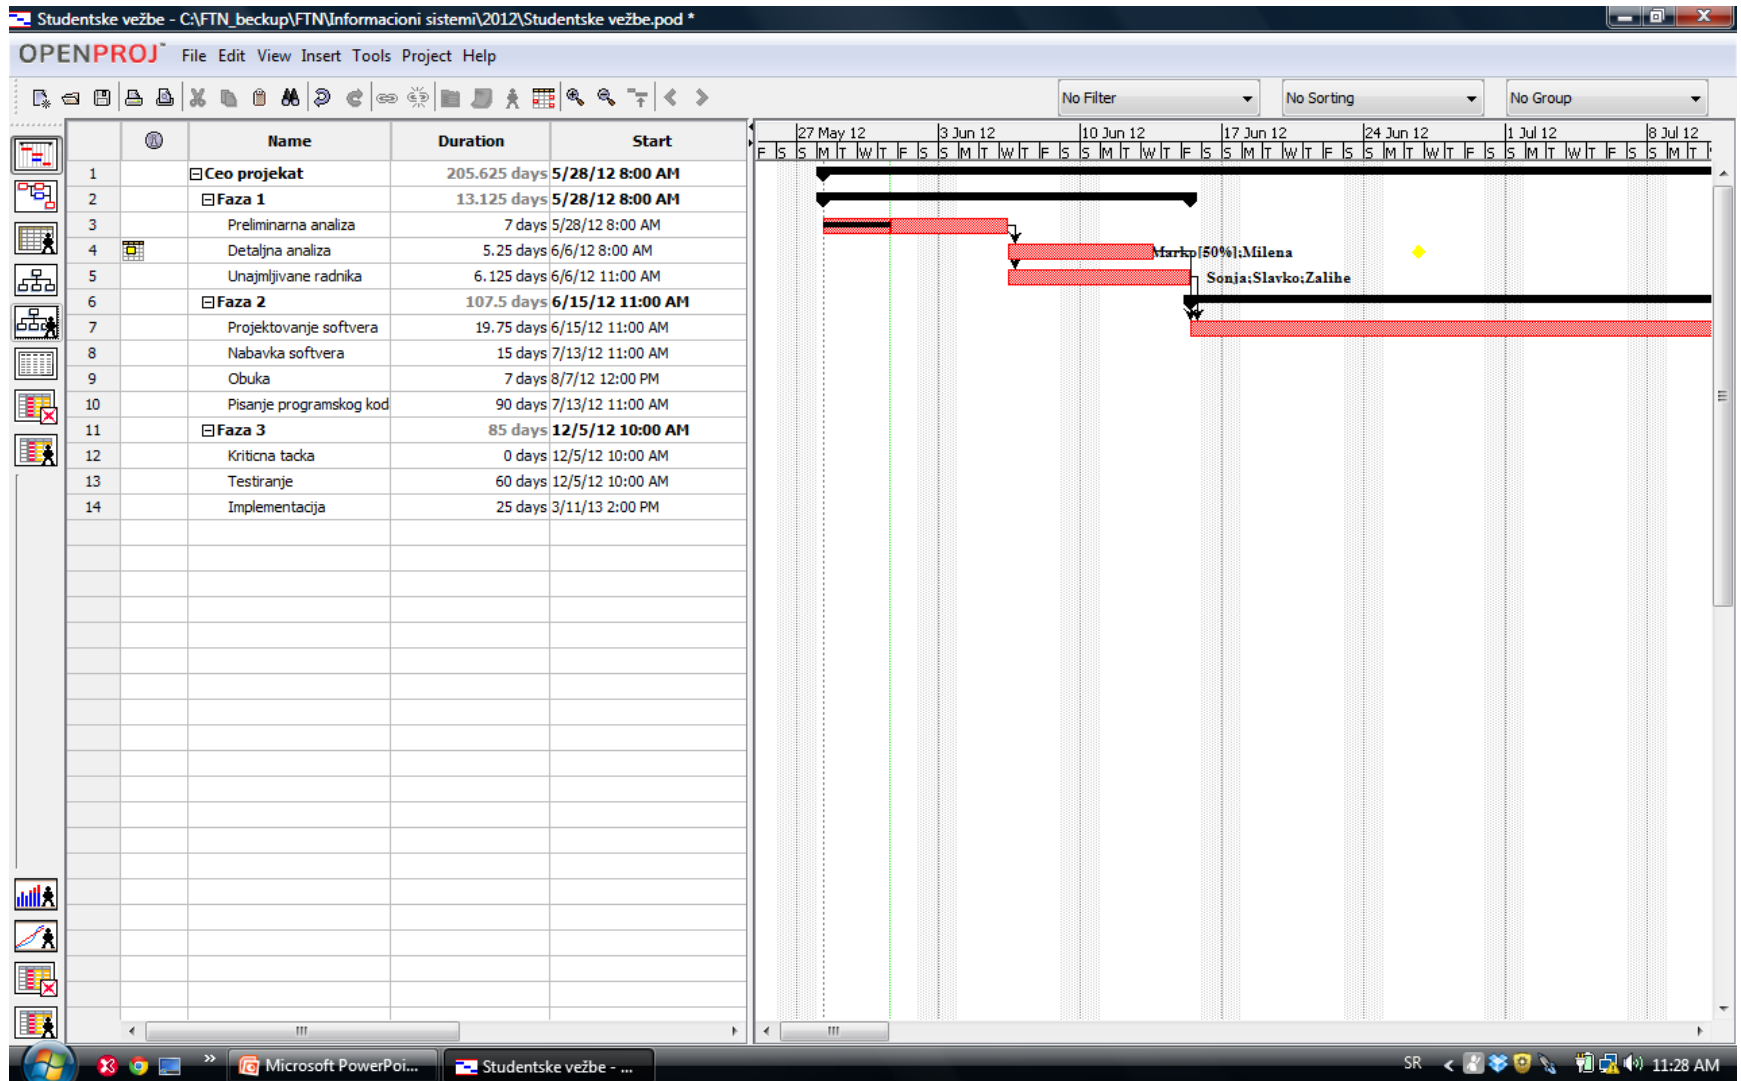 Studentske vežbe - C:\FTN_beckup\FTN\Informacioni sistemi\2012\Studentske vežbe.pod *
OPENPROJ™ File Edit View Insert Tools Project Help
No Filter No Sorting No Group
Name Duration Start
27 May 12 3 Jun 12 10 Jun 12 17 Jun 12 24 Jun 12 1 Jul 12 8 Jul 12
F S S M T W T F S S M T W T F S S M T W T F S S M T W T F S S M T W T F S S M T W T F S S M T
1 Ceo projekat 205.625 days 5/28/12 8:00 AM
2 Faza 1 13.125 days 5/28/12 8:00 AM
3 Preliminarna analiza 7 days 5/28/12 8:00 AM
4 Detaljna analiza 5.25 days 6/6/12 8:00 AM Marko[50%];Milena
5 Unajmljivane radnika 6.125 days 6/6/12 11:00 AM Sonja;Slavko;Zalihe
6 Faza 2 107.5 days 6/15/12 11:00 AM
7 Projektovanje softvera 19.75 days 6/15/12 11:00 AM
8 Nabavka softvera 15 days 7/13/12 11:00 AM
9 Obuka 7 days 8/7/12 12:00 PM
10 Pisanje programskog kod 90 days 7/13/12 11:00 AM
11 Faza 3 85 days 12/5/12 10:00 AM
12 Kriticna tacka 0 days 12/5/12 10:00 AM
13 Testiranje 60 days 12/5/12 10:00 AM
14 Implementacija 25 days 3/11/13 2:00 PM
Microsoft PowerPoi... Studentske vežbe - ... SR 11:28 AM